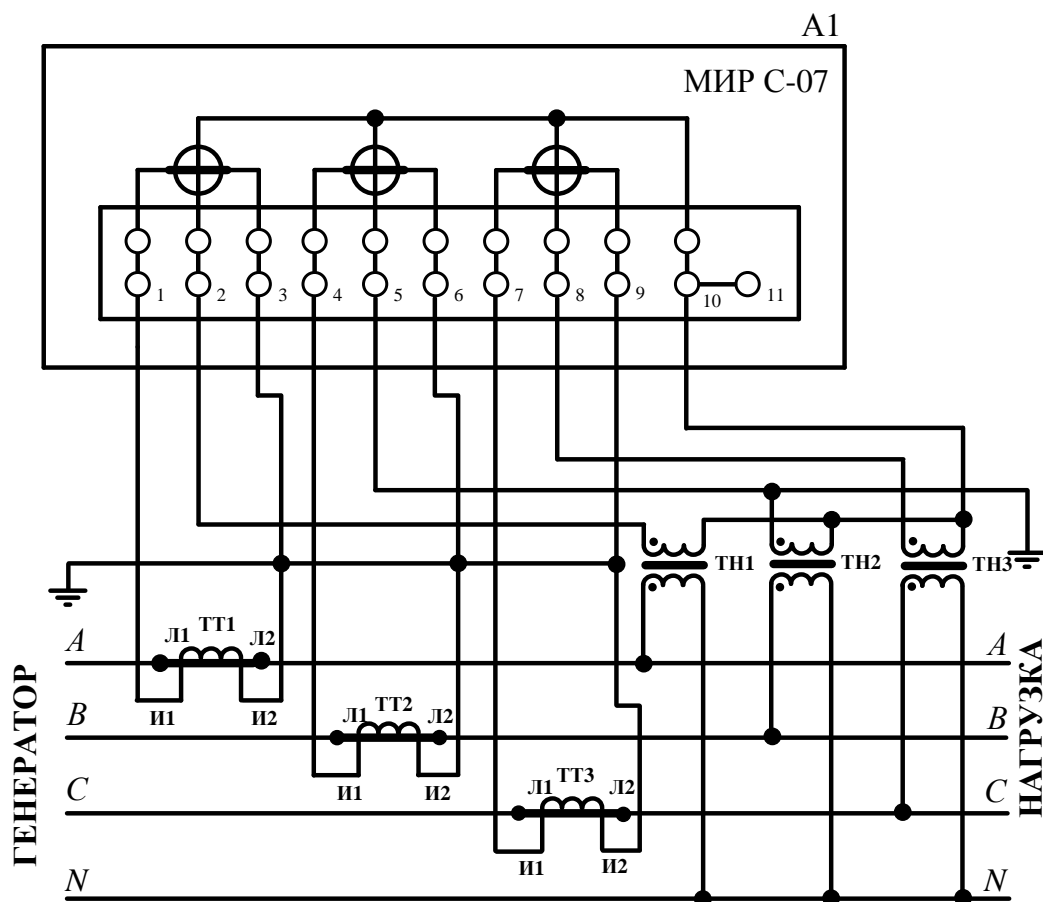 A1
МИР С-07
1 2 3 4 5 6 7 8 9 10 11
ТН1
ТН2
ТН3
ГЕНЕРАТОР
НАГРУЗКА
A
Л1 ТТ1 Л2
A
И1 И2
B
Л1 ТТ2 Л2
B
И1 И2
C
Л1 ТТ3 Л2
C
И1 И2
N
N